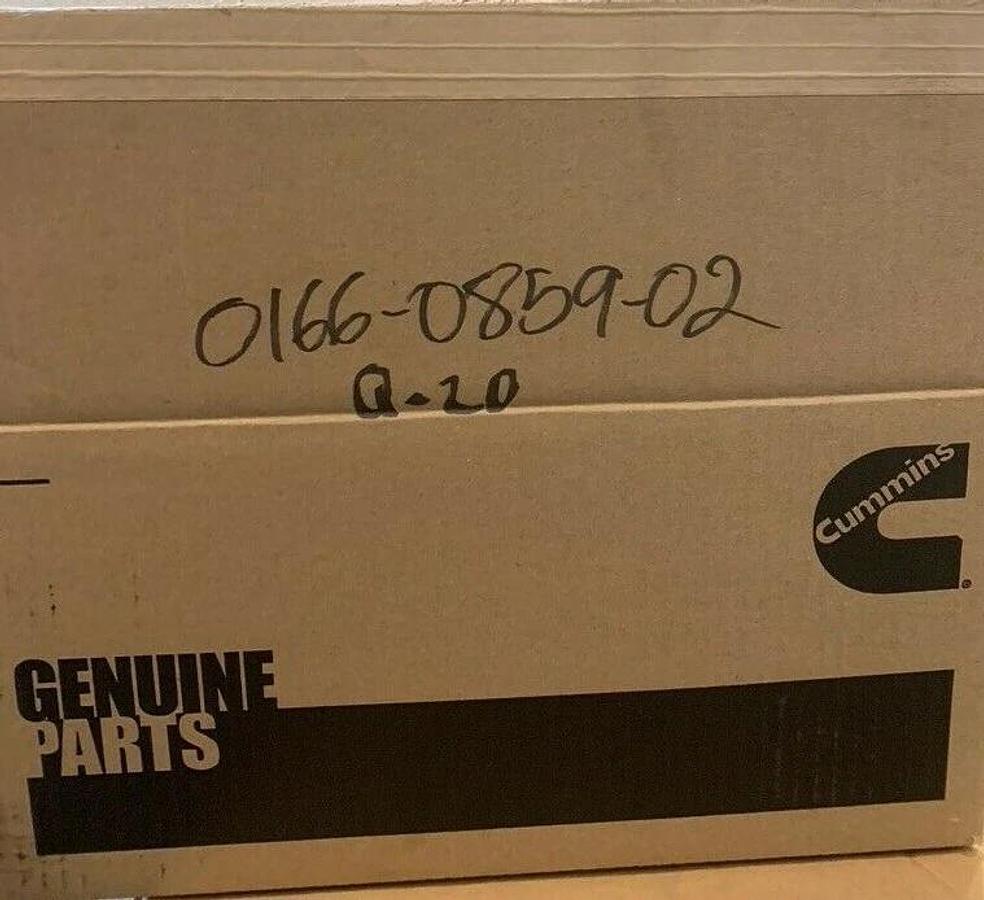 0166-0859-02
Q-20
Cummins
GENUINE
PARTS